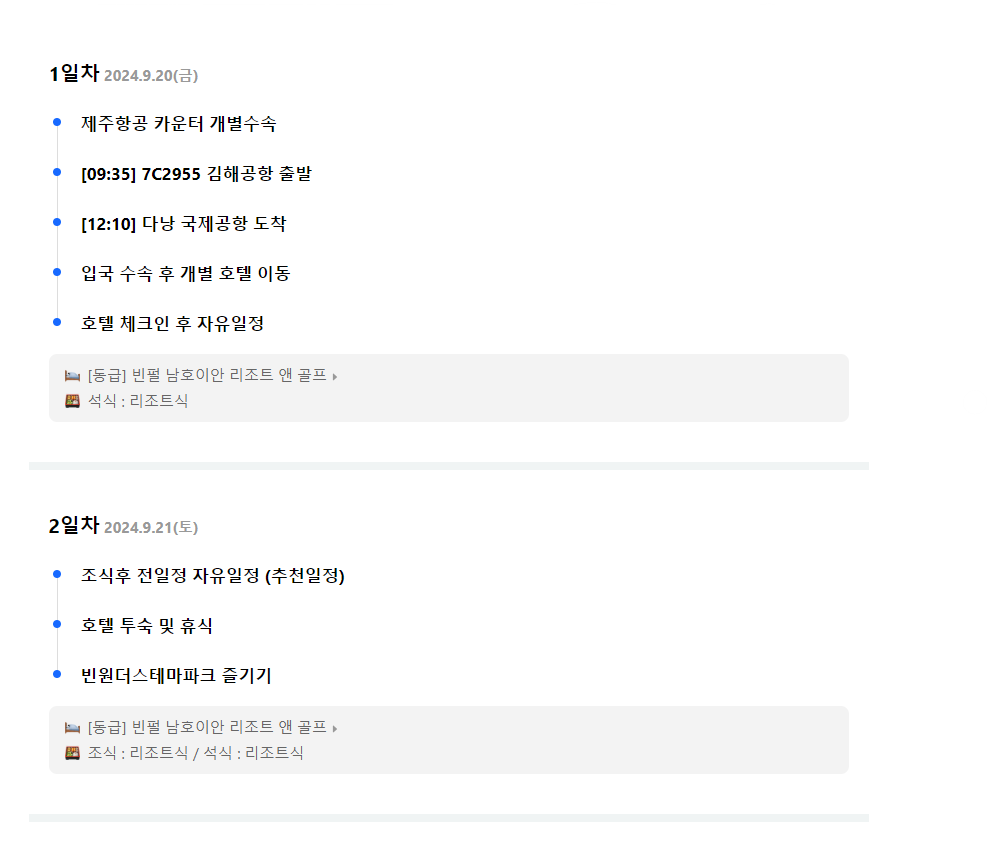 1일차 2024.9.20(금)
제주항공 카운터 개별수속
[09:35] 7C2955 김해공항 출발
[12:10] 다낭 국제공항 도착
입국 수속 후 개별 호텔 이동
호텔 체크인 후 자유일정
[동급] 빈펄 남호이안 리조트 앤 골프
석식 : 리조트식
2일차 2024.9.21(토)
조식후 전일정 자유일정 (추천일정)
호텔 투숙 및 휴식
빈원더스테마파크 즐기기
[동급] 빈펄 남호이안 리조트 앤 골프
조식 : 리조트식 / 석식 : 리조트식